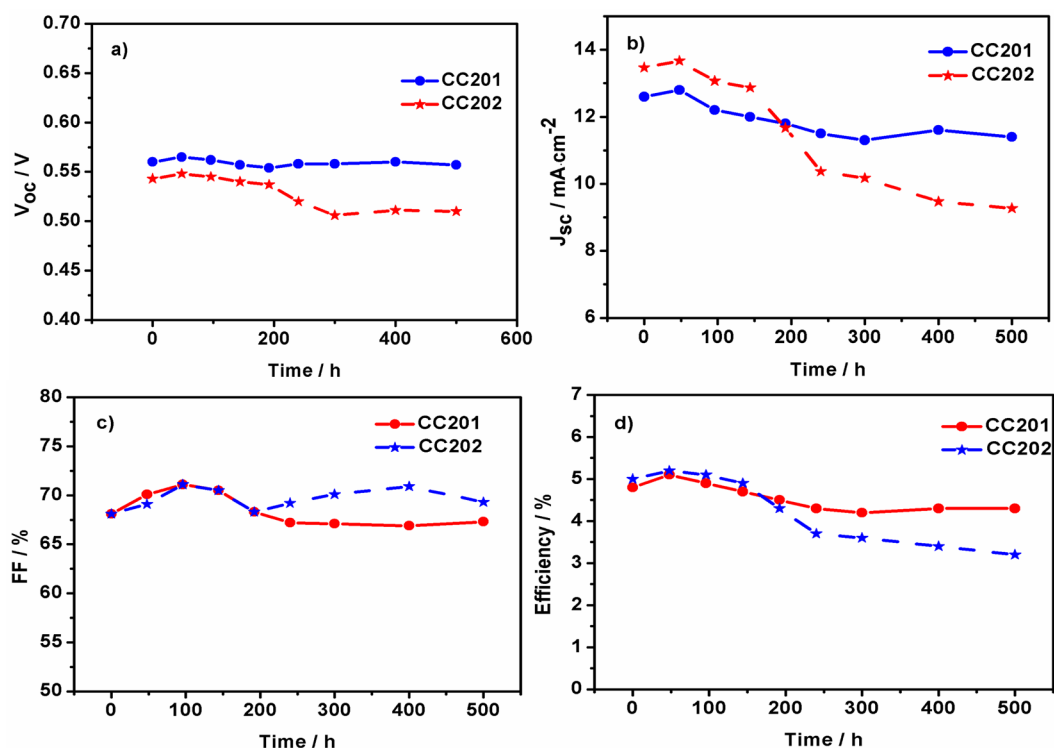 a)
CC201
CC202
0.70
0.65
0.60
0.55
0.50
0.45
0.40
V_OC / V
0 200 400 600
Time / h
b)
CC201
CC202
14
12
10
8
6
J_SC / mA.cm-2
0 100 200 300 400 500
Time / h
c)
CC201
CC202
80
75
70
65
60
55
50
FF / %
0 100 200 300 400 500
Time / h
d)
CC201
CC202
7
6
5
4
3
2
1
0
Efficiency / %
0 100 200 300 400 500
Time / h